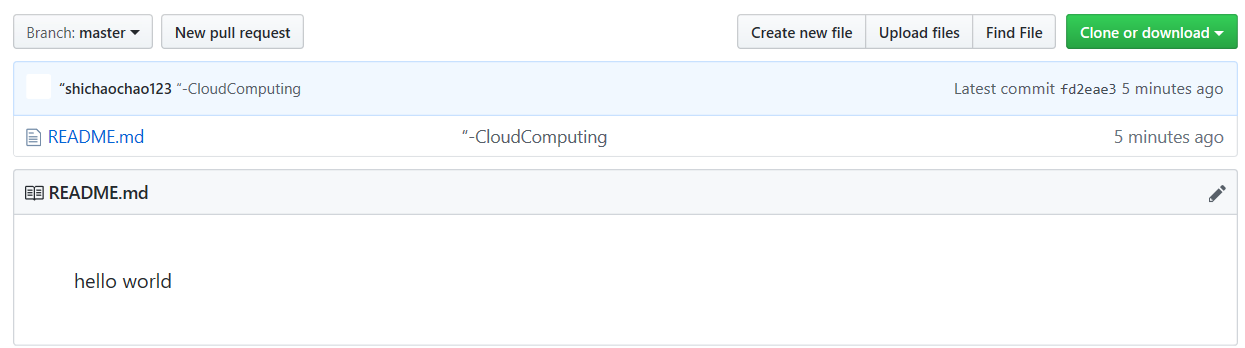 Branch: master New pull request Create new file Upload files Find File Clone or download
“shichaochao123 “-CloudComputing Latest commit fd2eae3 5 minutes ago
README.md “-CloudComputing 5 minutes ago
README.md
hello world